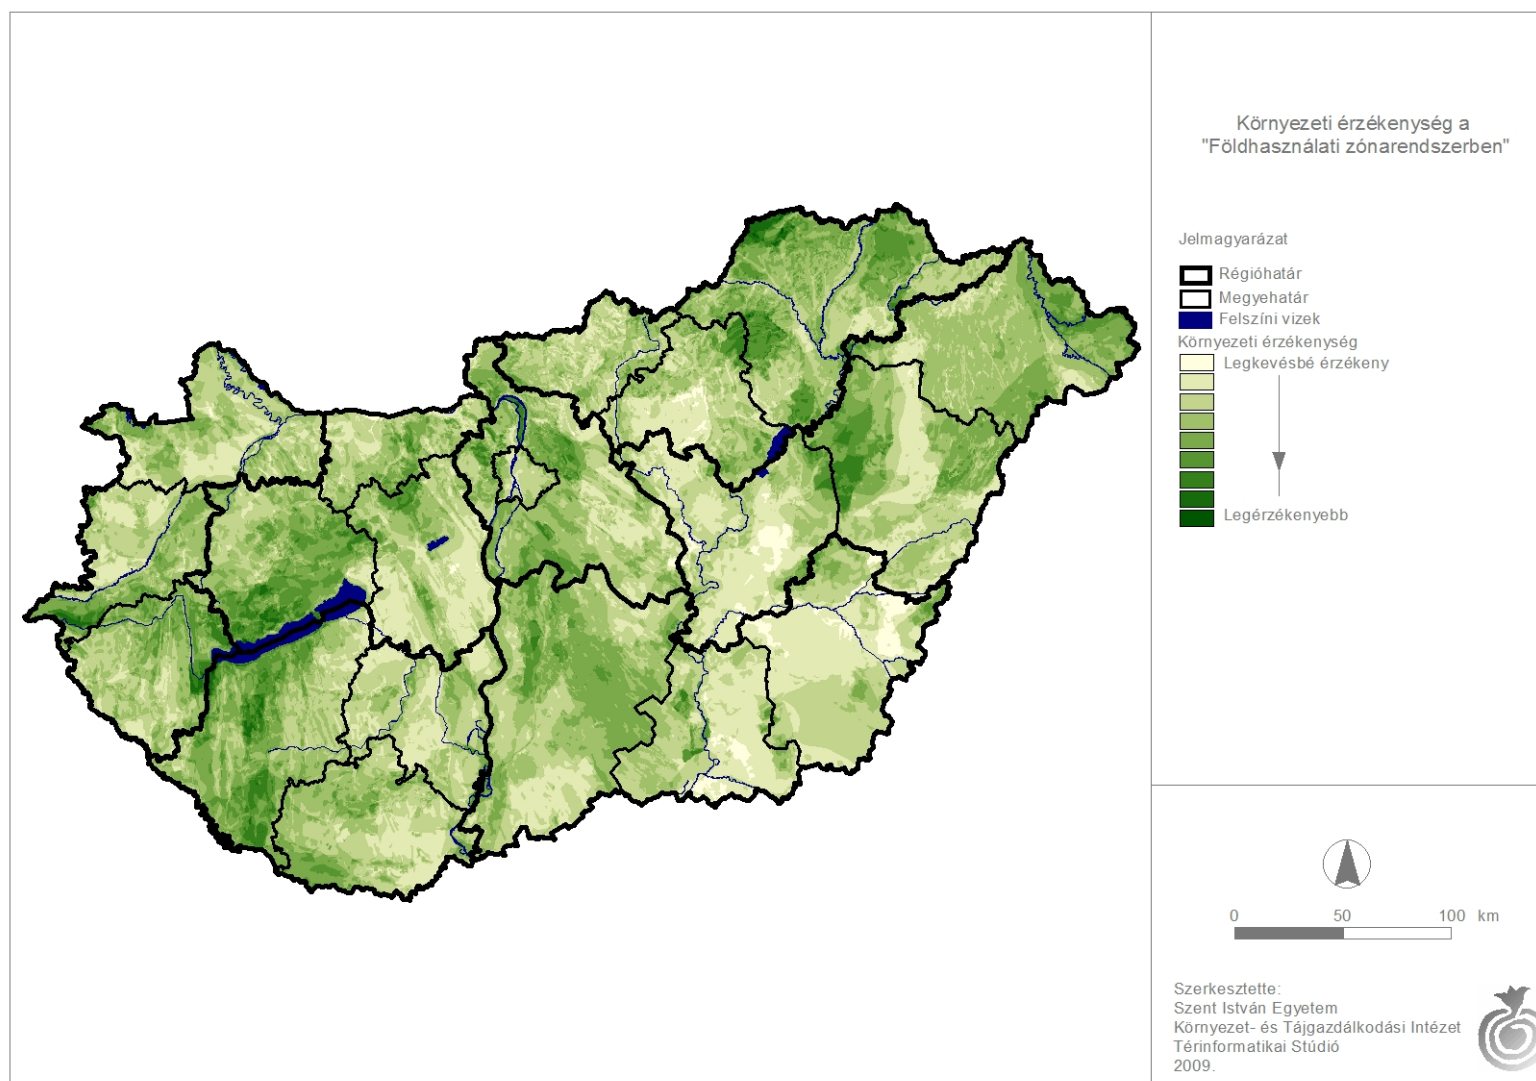 Környezeti érzékenység a
"Földhasználati zónarendszerben"
Jelmagyarázat
Régióhatár
Megyehatár
Felszíni vizek
Környezeti érzékenység
Legkevésbé érzékeny
Legérzékenyebb
0 50 100 km
Szerkesztette:
Szent István Egyetem
Környezet- és Tájgazdálkodási Intézet
Térinformatikai Stúdió
2009.